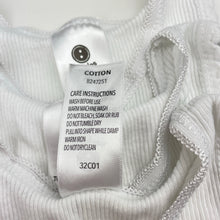 COTTON
CARE INSTRUCTIONS
WASH BEFORE USE
WARM MACHINE WASH
DO NOT BLEACH, SOAK OR RUB
DO NOT TUMBLE DRY
PULL INTO SHAPE WHILE DAMP
WARM IRON
DO NOT DRYCLEAN
32C01